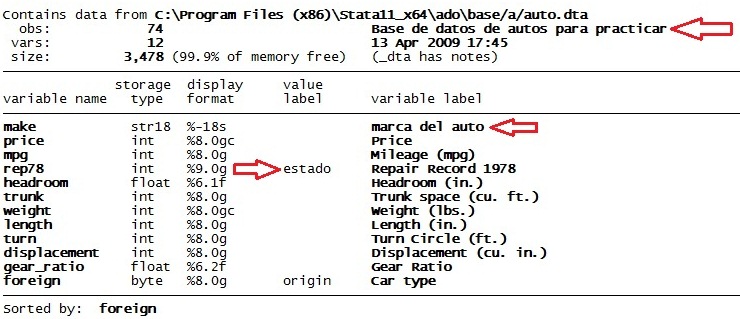 Contains data from C:\Program Files (x86)\Stata11_x64\ado\base/a/auto.dta
obs: 74 Base de datos de autos para practicar
vars: 12 13 Apr 2009 17:45
size: 3,478 (99.9% of memory free) (_dta has notes)
storage display value
variable name type format label variable label
make str18 %-18s marca del auto
price int %8.0gc Price
mpg int %8.0g Mileage (mpg)
rep78 int %9.0g estado Repair Record 1978
headroom float %6.1f Headroom (in.)
trunk int %8.0g Trunk space (cu. ft.)
weight int %8.0gc Weight (lbs.)
length int %8.0g Length (in.)
turn int %8.0g Turn Circle (ft.)
displacement int %8.0g Displacement (cu. in.)
gear_ratio float %6.2f Gear Ratio
foreign byte %8.0g origin Car type
Sorted by: foreign